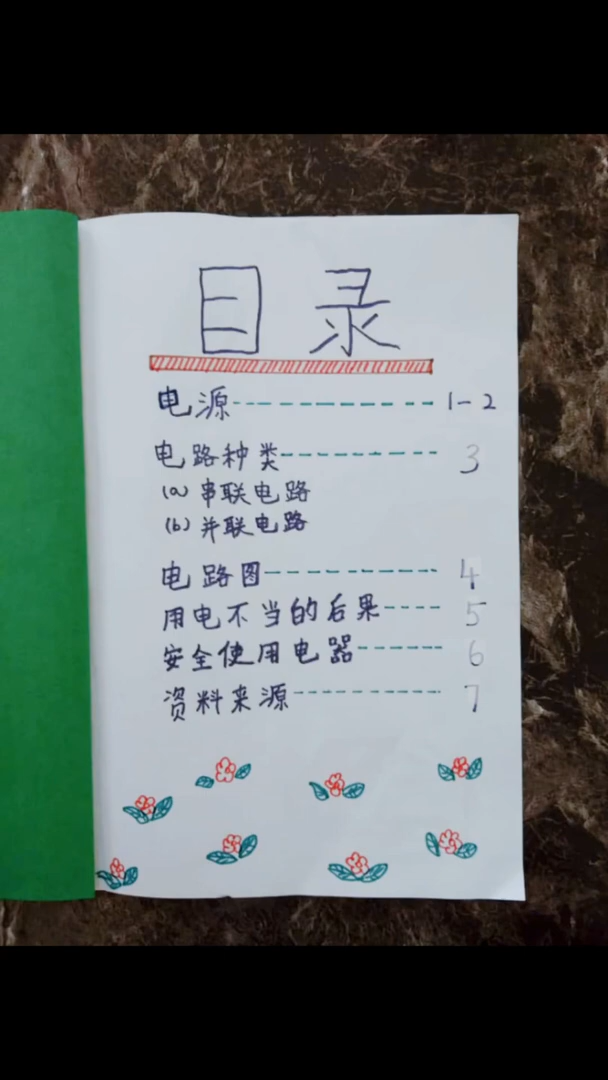 目录
电源 1-2
电路种类 3
(a) 串联电路
(b) 并联电路
电路图 4
用电不当的后果 5
安全使用电器 6
资料来源 7